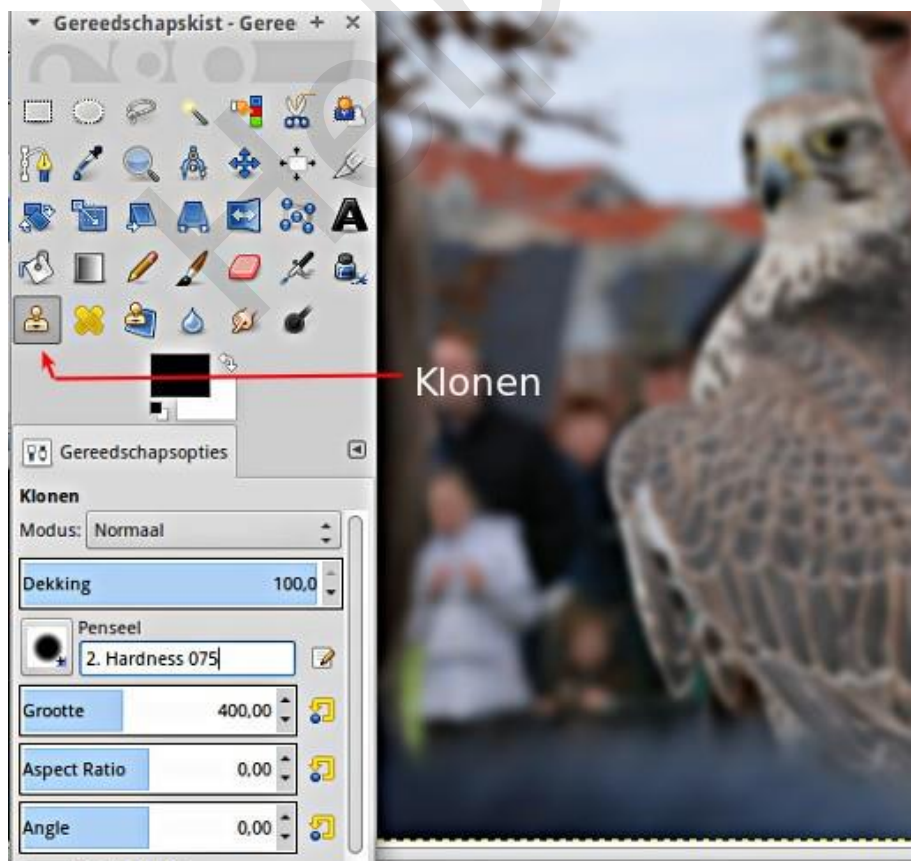 Gereedschapskist - Geree
Klonen
Gereedschapsopties
Klonen
Modus: Normaal
Dekking 100,0
Penseel
2. Hardness 075
Grootte 400,00
Aspect Ratio 0,00
Angle 0,00